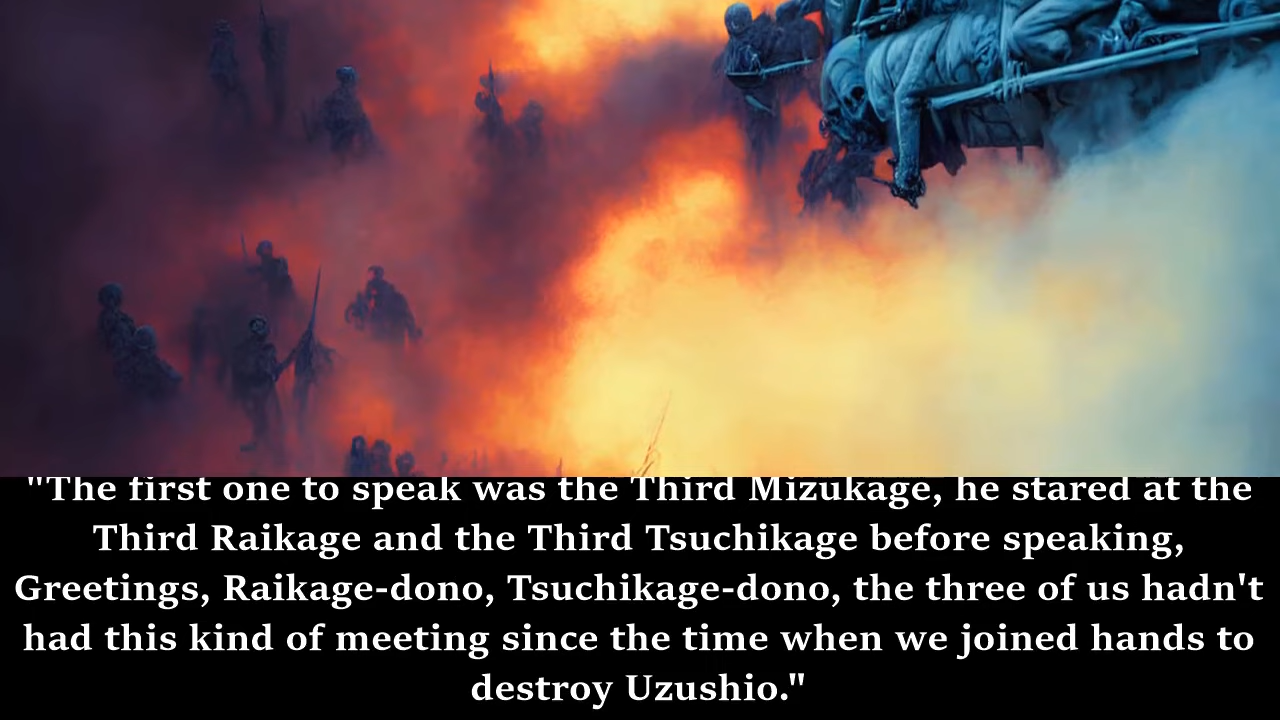 "The first one to speak was the Third Mizukage, he stared at the
Third Raikage and the Third Tsuchikage before speaking,
Greetings, Raikage-dono, Tsuchikage-dono, the three of us hadn't
had this kind of meeting since the time when we joined hands to
destroy Uzushio."